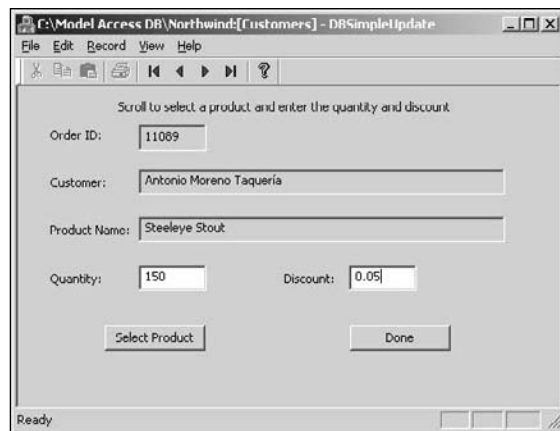 C:\Model Access DB\Northwind:[Customers] - DBSimpleUpdate
File Edit Record View Help
Scroll to select a product and enter the quantity and discount
Order ID: 11089
Customer: Antonio Moreno Taquería
Product Name: Steeleye Stout
Quantity: 150 Discount: 0.05
Select Product Done
Ready